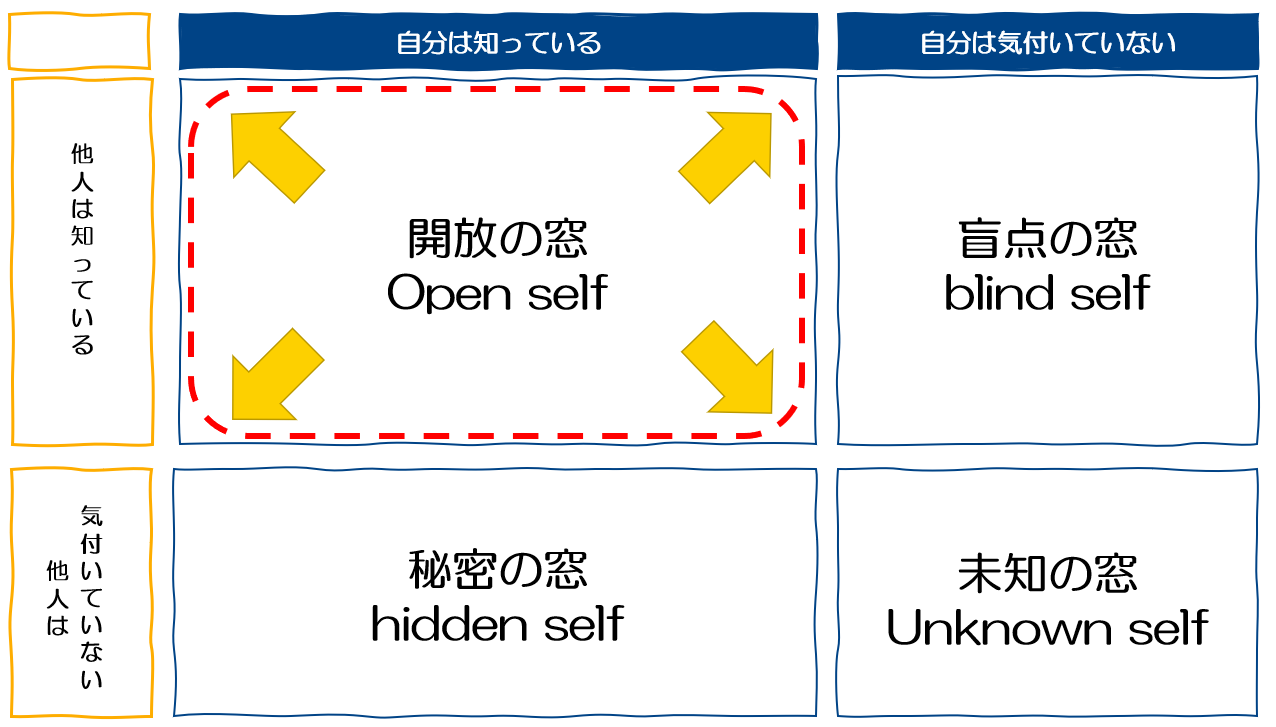 自分は知っている
自分は気付いていない
他人は知っている
開放の窓
Open self
盲点の窓
blind self
気付いていない
他人は
秘密の窓
hidden self
未知の窓
Unknown self